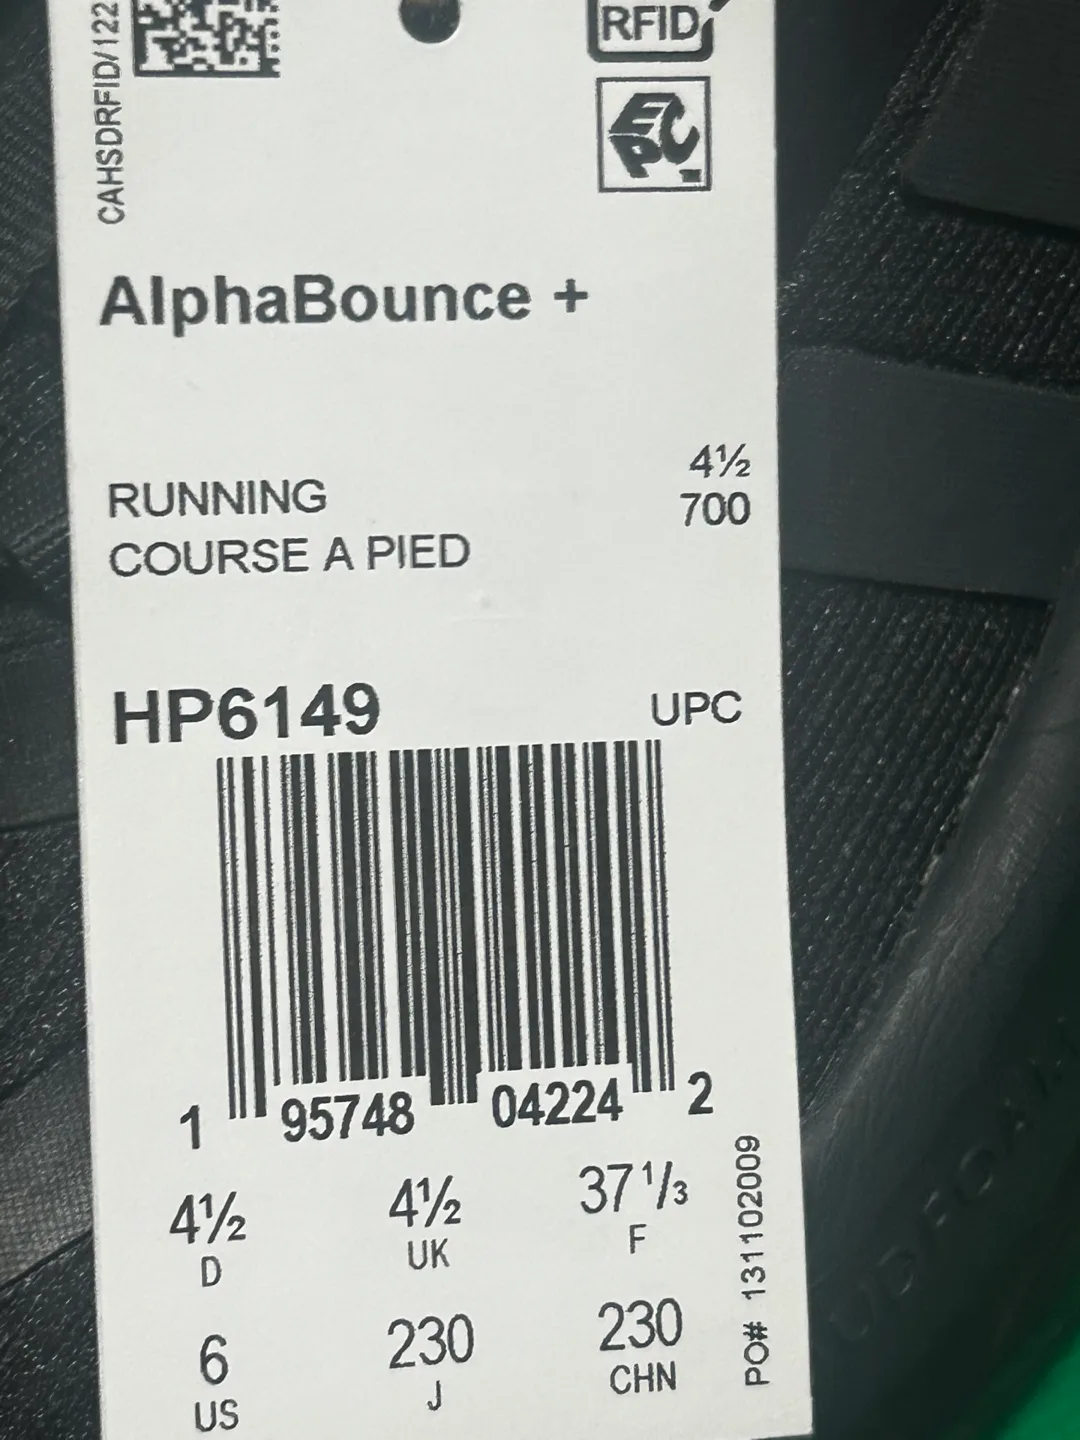 CAHSDRFID/122
RFID
EPC
TM
AlphaBounce +
4½
RUNNING
700
COURSE A PIED
HP6149
UPC
1 95748 04224 2
4½ 4½ 37 1/3
D UK F
6 230 230
US J CHN
PO# 131102009